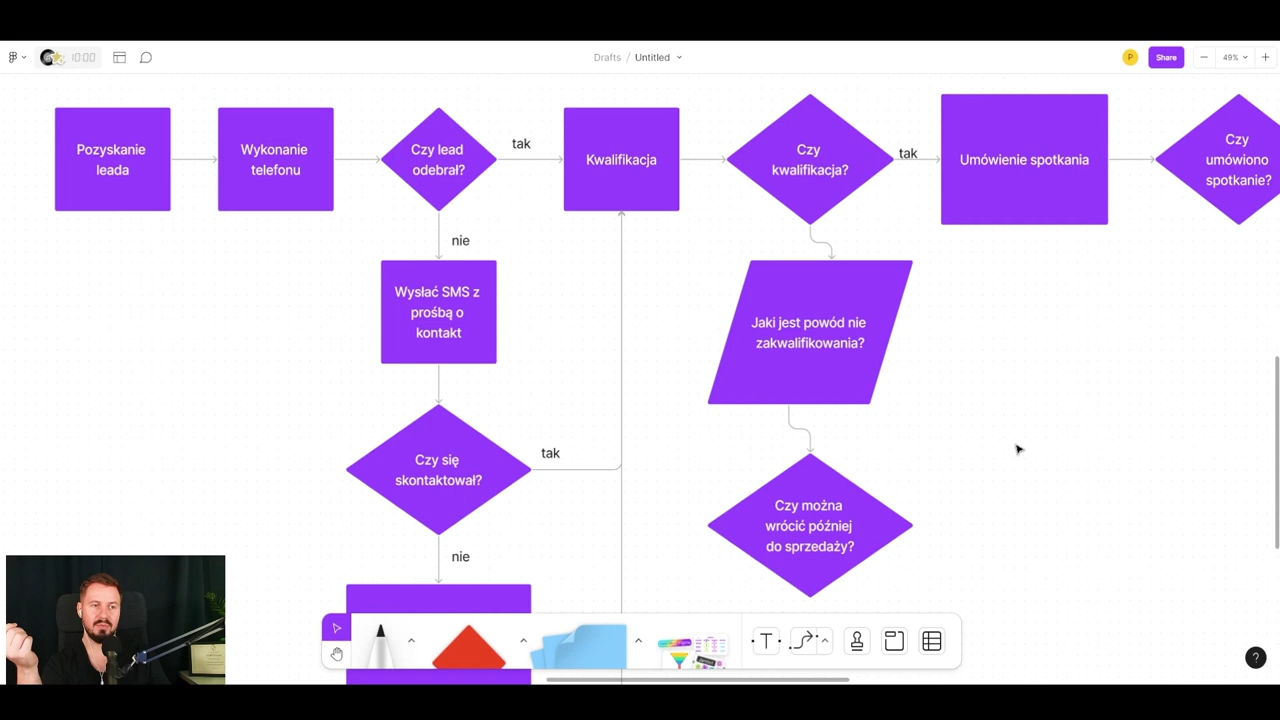 10:00
Drafts / Untitled
P
Share
49%
Pozyskanie
leada
Wykonanie
telefonu
Czy lead
odebrał?
tak
Kwalifikacja
Czy
kwalifikacja?
tak
Umówienie spotkania
Czy
umówiono
spotkanie?
nie
Wysłać SMS z
prośbą o
kontakt
Jaki jest powód nie
zakwalifikowania?
Czy się
skontaktował?
tak
Czy można
wrócić później
do sprzedaży?
nie
T
?